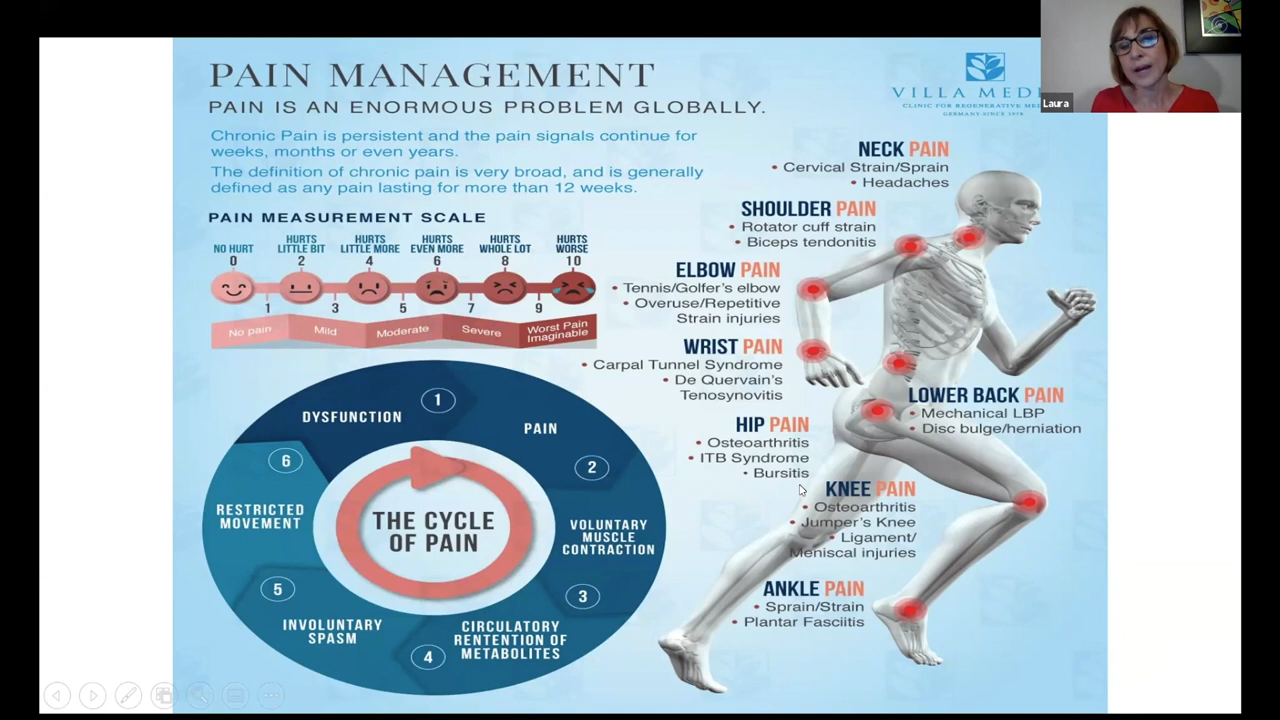 PAIN MANAGEMENT
PAIN IS AN ENORMOUS PROBLEM GLOBALLY.
Chronic Pain is persistent and the pain signals continue for
weeks, months or even years.
The definition of chronic pain is very broad, and is generally
defined as any pain lasting for more than 12 weeks.
VILLA MEDI
CLINIC FOR REGENERATIVE
GERMANY-SINCE
Laura
PAIN MEASUREMENT SCALE
NO HURT
0
HURTS
LITTLE BIT
2
HURTS
LITTLE MORE
4
HURTS
EVEN MORE
6
HURTS
WHOLE LOT
8
HURTS
WORSE
10
1
3
5
7
9
No pain
Mild
Moderate
Severe
Worst Pain
Imaginable
THE CYCLE
OF PAIN
DYSFUNCTION
1
PAIN
2
VOLUNTARY
MUSCLE
CONTRACTION
3
CIRCULATORY
RENTENTION OF
METABOLITES
4
INVOLUNTARY
SPASM
5
RESTRICTED
MOVEMENT
6
NECK PAIN
• Cervical Strain/Sprain
• Headaches
SHOULDER PAIN
• Rotator cuff strain
• Biceps tendonitis
ELBOW PAIN
• Tennis/Golfer's elbow
• Overuse/Repetitive
Strain injuries
WRIST PAIN
• Carpal Tunnel Syndrome
• De Quervain's
Tenosynovitis
LOWER BACK PAIN
• Mechanical LBP
• Disc bulge/herniation
HIP PAIN
• Osteoarthritis
• ITB Syndrome
• Bursitis
KNEE PAIN
• Osteoarthritis
• Jumper's Knee
• Ligament/
Meniscal injuries
ANKLE PAIN
• Sprain/Strain
• Plantar Fasciitis